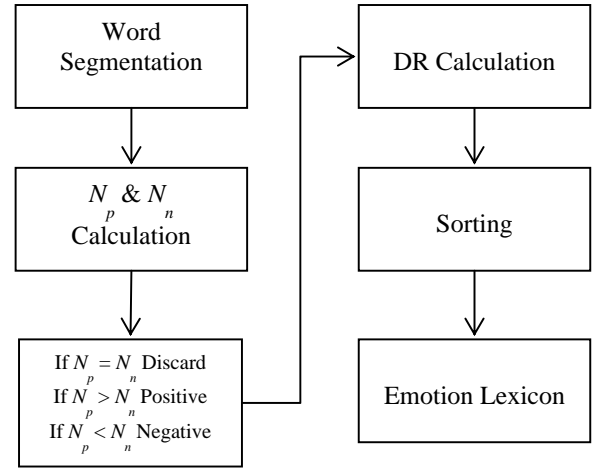 Word
Segmentation
N_p & N_n
Calculation
If N_p = N_n Discard
If N_p > N_n Positive
If N_p < N_n Negative
DR Calculation
Sorting
Emotion Lexicon